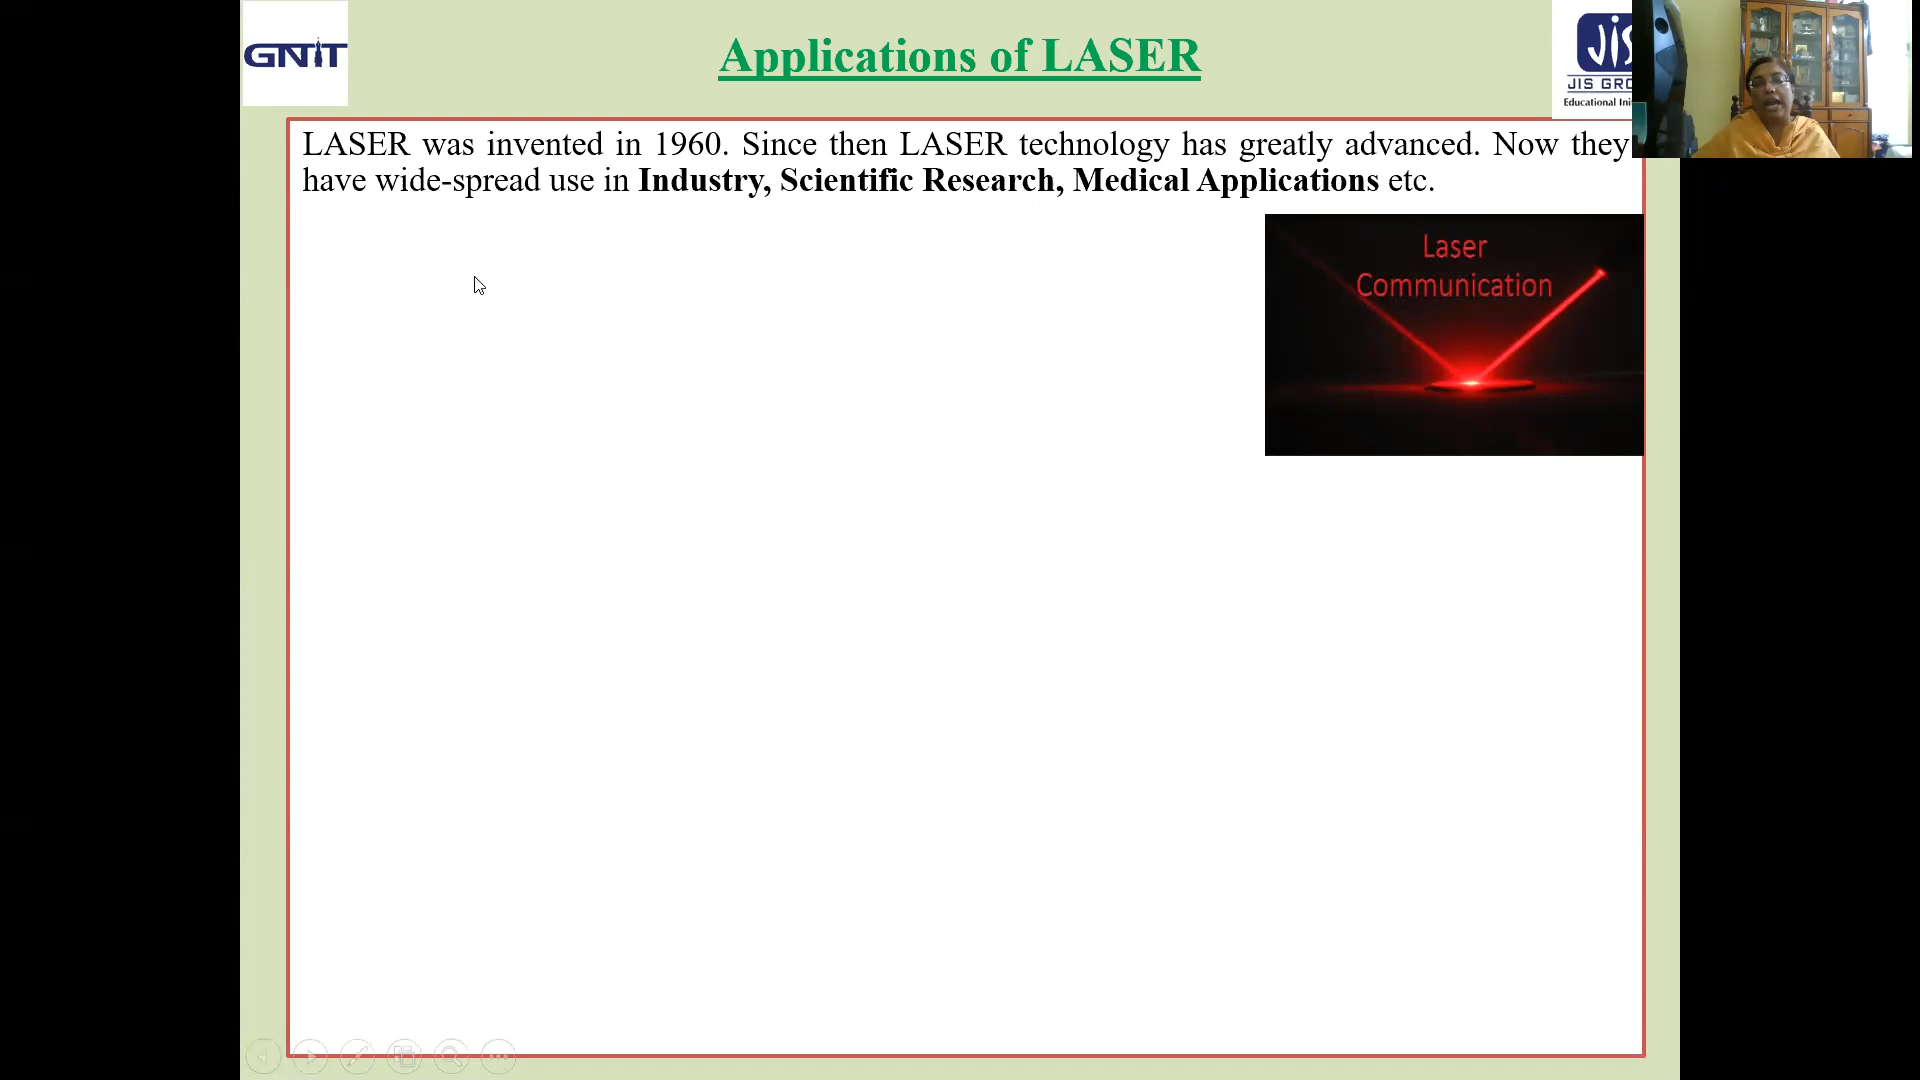 GNIT
Applications of LASER
JIS
JIS GRO
Educational Ini
LASER was invented in 1960. Since then LASER technology has greatly advanced. Now they
have wide-spread use in Industry, Scientific Research, Medical Applications etc.
Laser
Communication